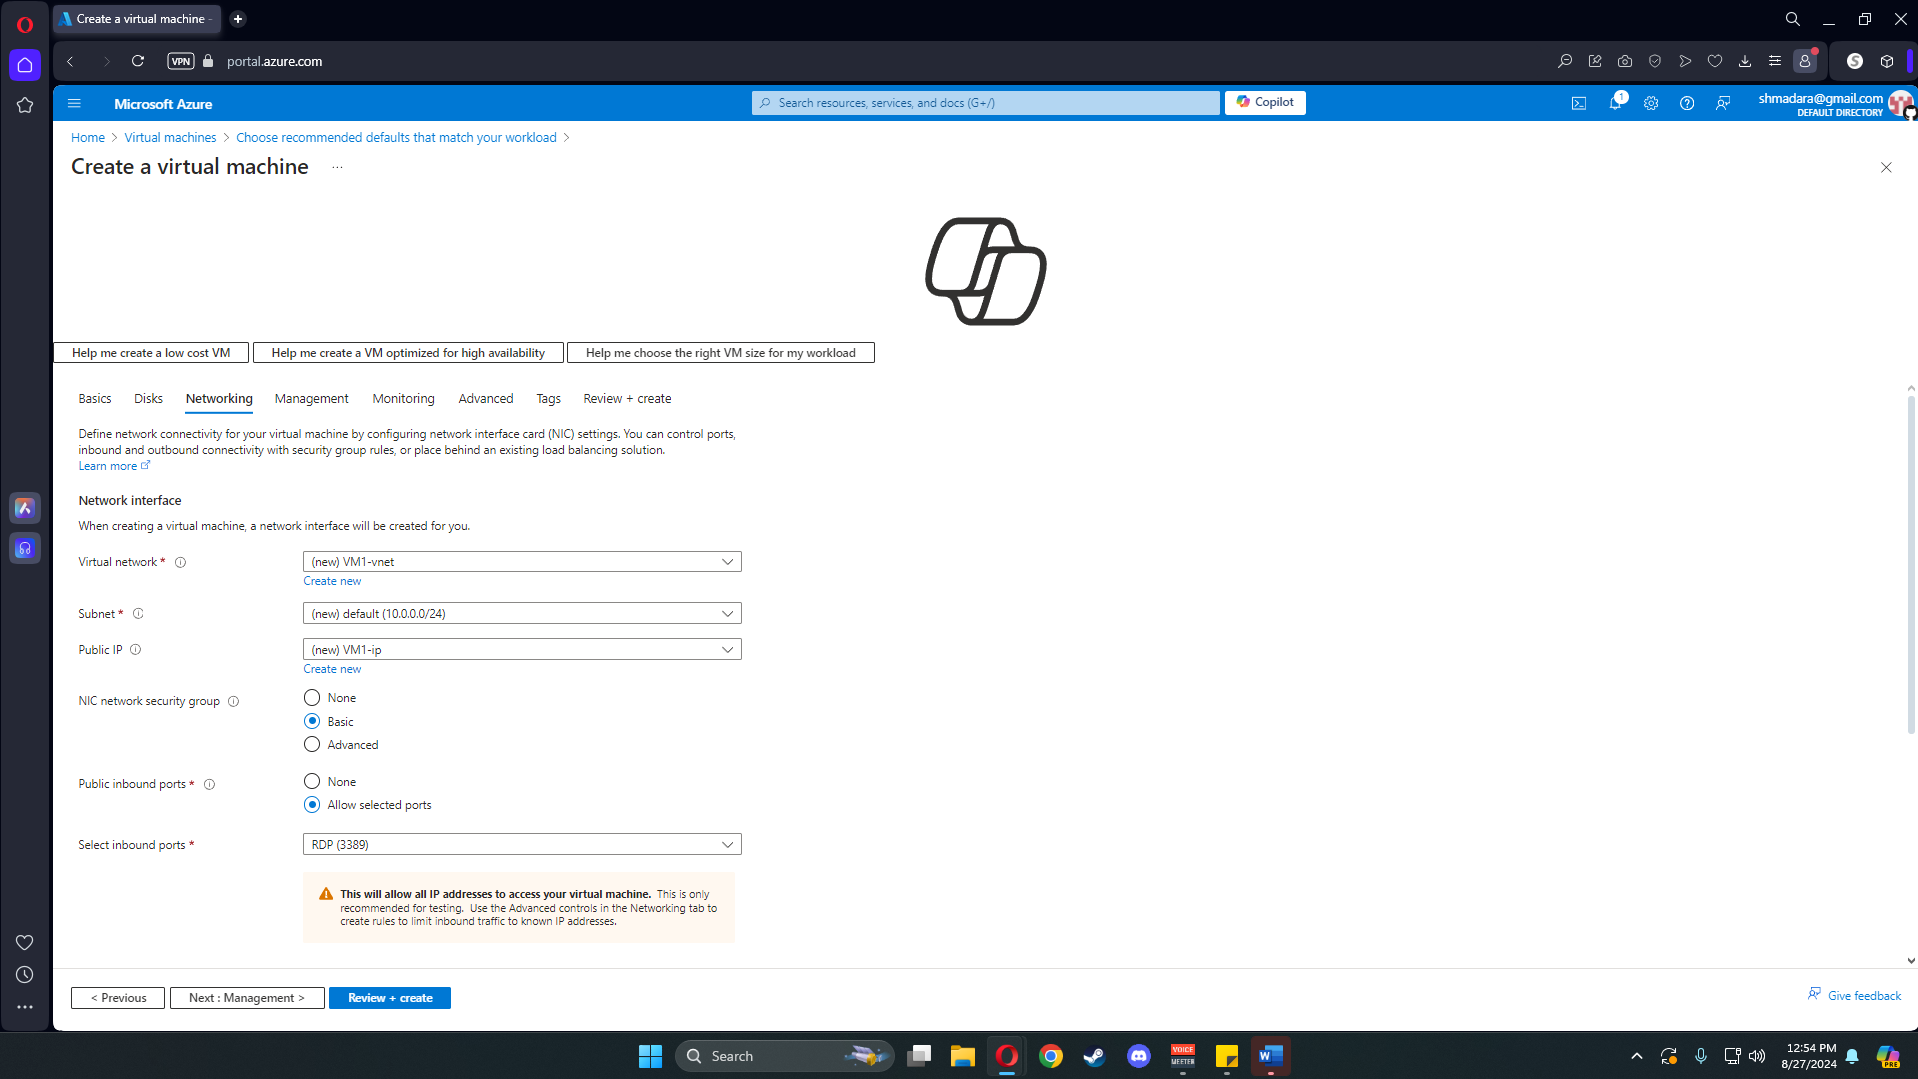 Create a virtual machine -
VPN
portal.azure.com
Microsoft Azure
Search resources, services, and docs (G+/)
Copilot
1
shmadara@gmail.com
DEFAULT DIRECTORY
Home > Virtual machines > Choose recommended defaults that match your workload >
Create a virtual machine ...
Help me create a low cost VM
Help me create a VM optimized for high availability
Help me choose the right VM size for my workload
Basics Disks Networking Management Monitoring Advanced Tags Review + create
Define network connectivity for your virtual machine by configuring network interface card (NIC) settings. You can control ports,
inbound and outbound connectivity with security group rules, or place behind an existing load balancing solution.
Learn more
Network interface
When creating a virtual machine, a network interface will be created for you.
Virtual network *
(new) VM1-vnet
Create new
Subnet *
(new) default (10.0.0.0/24)
Public IP
(new) VM1-ip
Create new
NIC network security group
None
Basic
Advanced
Public inbound ports *
None
Allow selected ports
Select inbound ports *
RDP (3389)
This will allow all IP addresses to access your virtual machine. This is only
recommended for testing. Use the Advanced controls in the Networking tab to
create rules to limit inbound traffic to known IP addresses.
< Previous
Next : Management >
Review + create
Give feedback
Search
VOICE
MEETER
W
12:54 PM
8/27/2024
PRE